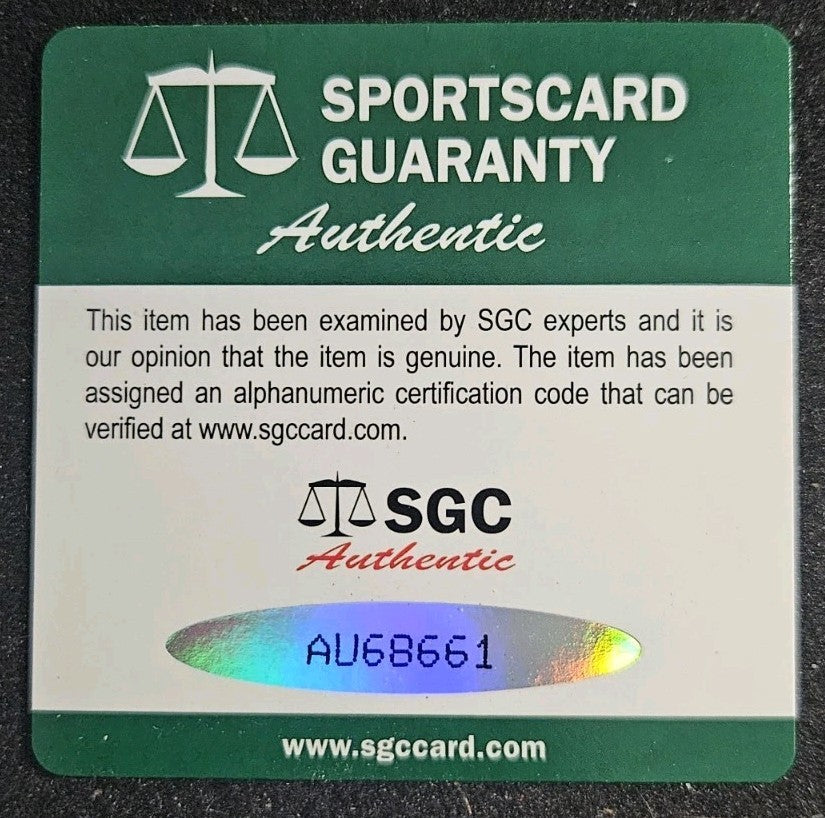 SPORTSCARD
GUARANTY
Authentic
This item has been examined by SGC experts and it is
our opinion that the item is genuine. The item has been
assigned an alphanumeric certification code that can be
verified at www.sgccard.com.
SGC
Authentic
AU68661
www.sgccard.com